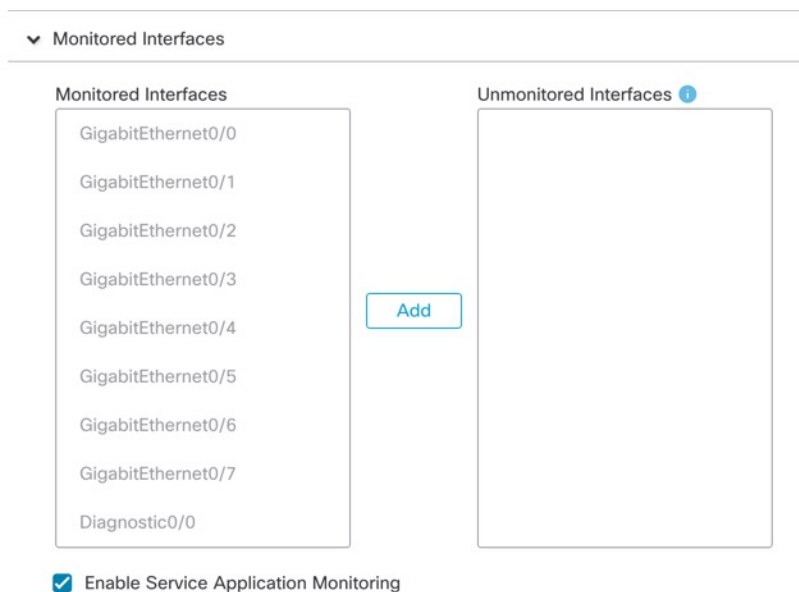 Monitored Interfaces
Monitored Interfaces
Unmonitored Interfaces
GigabitEthernet0/0
GigabitEthernet0/1
GigabitEthernet0/2
GigabitEthernet0/3
GigabitEthernet0/4
GigabitEthernet0/5
GigabitEthernet0/6
GigabitEthernet0/7
Diagnostic0/0
Add
Enable Service Application Monitoring